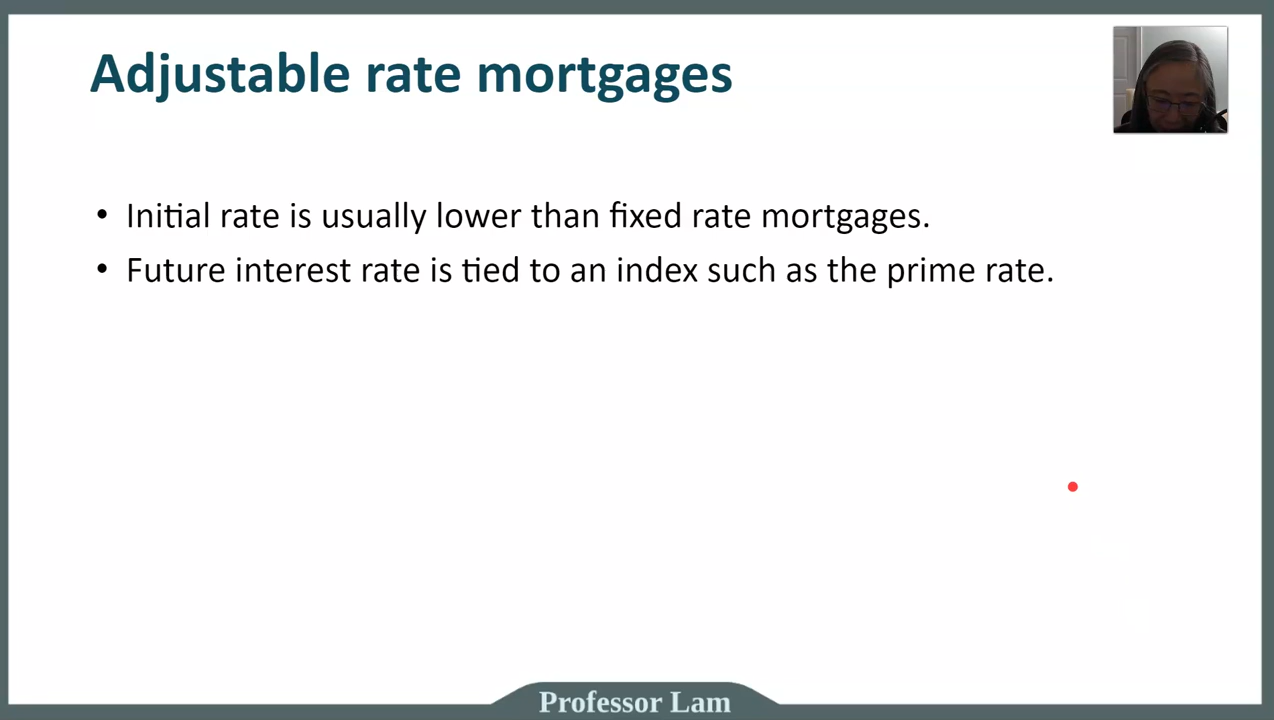 Adjustable rate mortgages
• Initial rate is usually lower than fixed rate mortgages.
• Future interest rate is tied to an index such as the prime rate.
Professor Lam